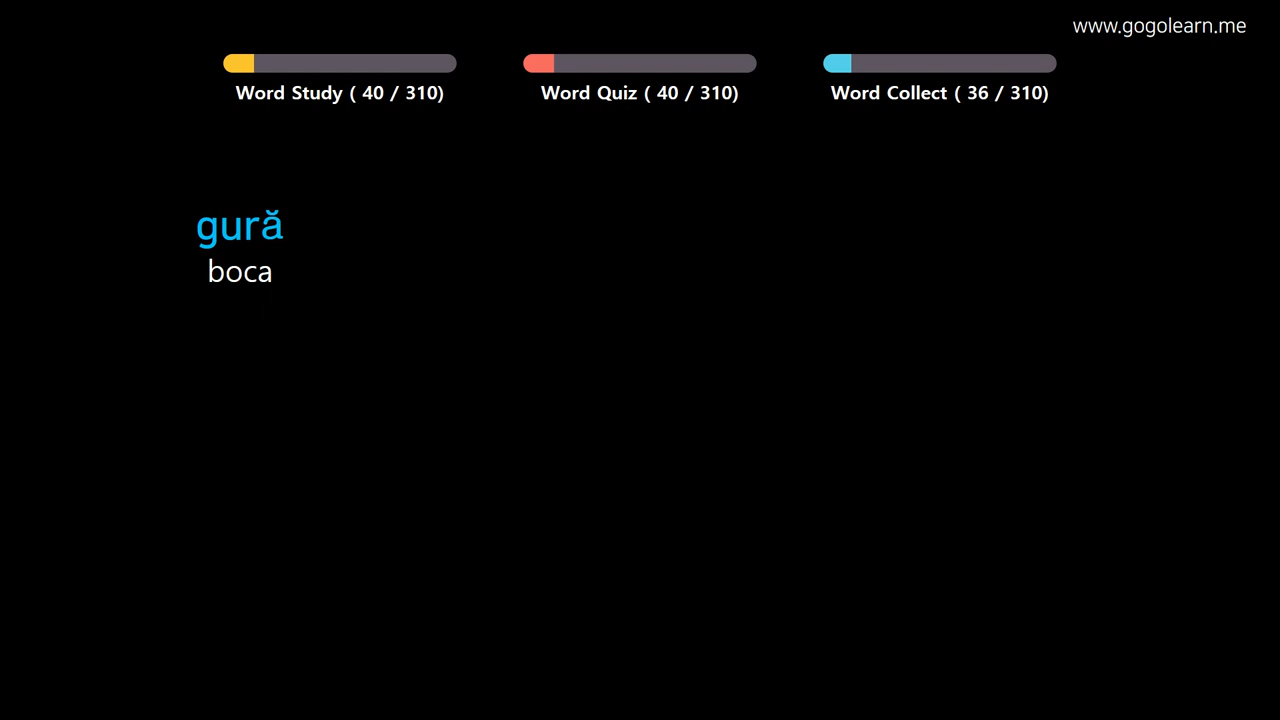 www.gogolearn.me
Word Study ( 40 / 310)
Word Quiz ( 40 / 310)
Word Collect ( 36 / 310)
gură
boca